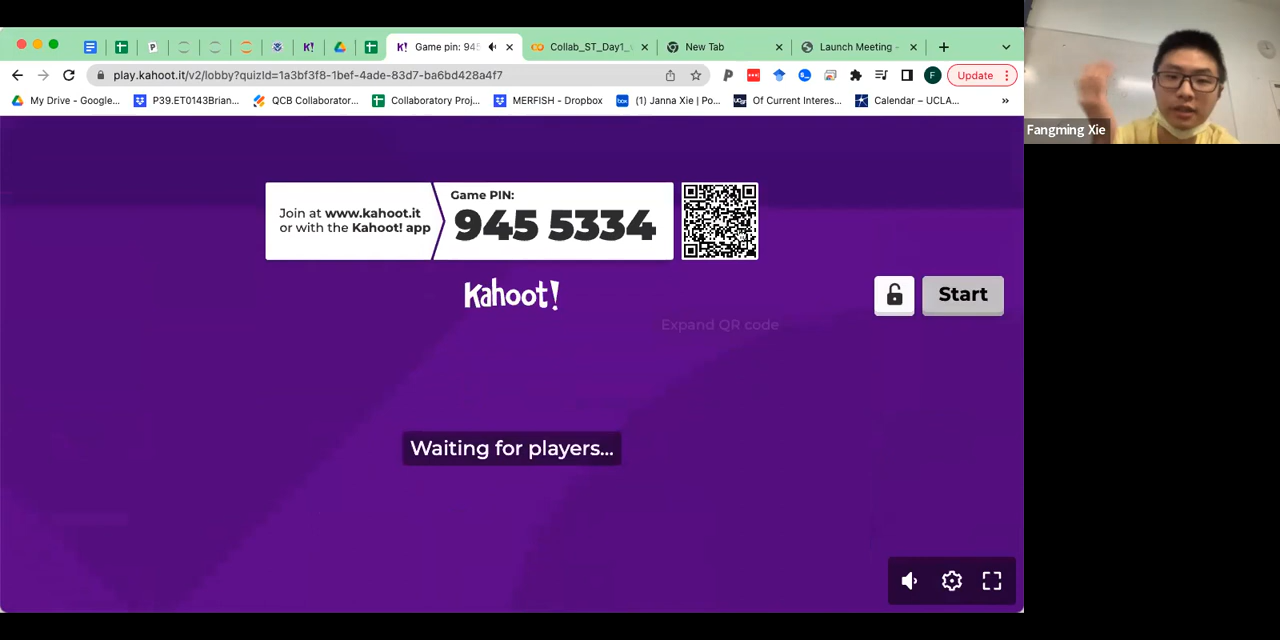 K! Game pin: 945
Collab_ST_Day1_
New Tab
Launch Meeting -
play.kahoot.it/v2/lobby?quizId=1a3bf3f8-1bef-4ade-83d7-ba6bd428a4f7
F
Update
My Drive - Google...
P39.ET0143Brian...
QCB Collaborator...
Collaboratory Proj...
MERFISH - Dropbox
(1) Janna Xie | Po...
Of Current Interes...
Calendar – UCLA,...
»
Fangming Xie
Join at www.kahoot.it
or with the Kahoot! app
Game PIN:
945 5334
Kahoot!
Start
Expand QR code
Waiting for players...